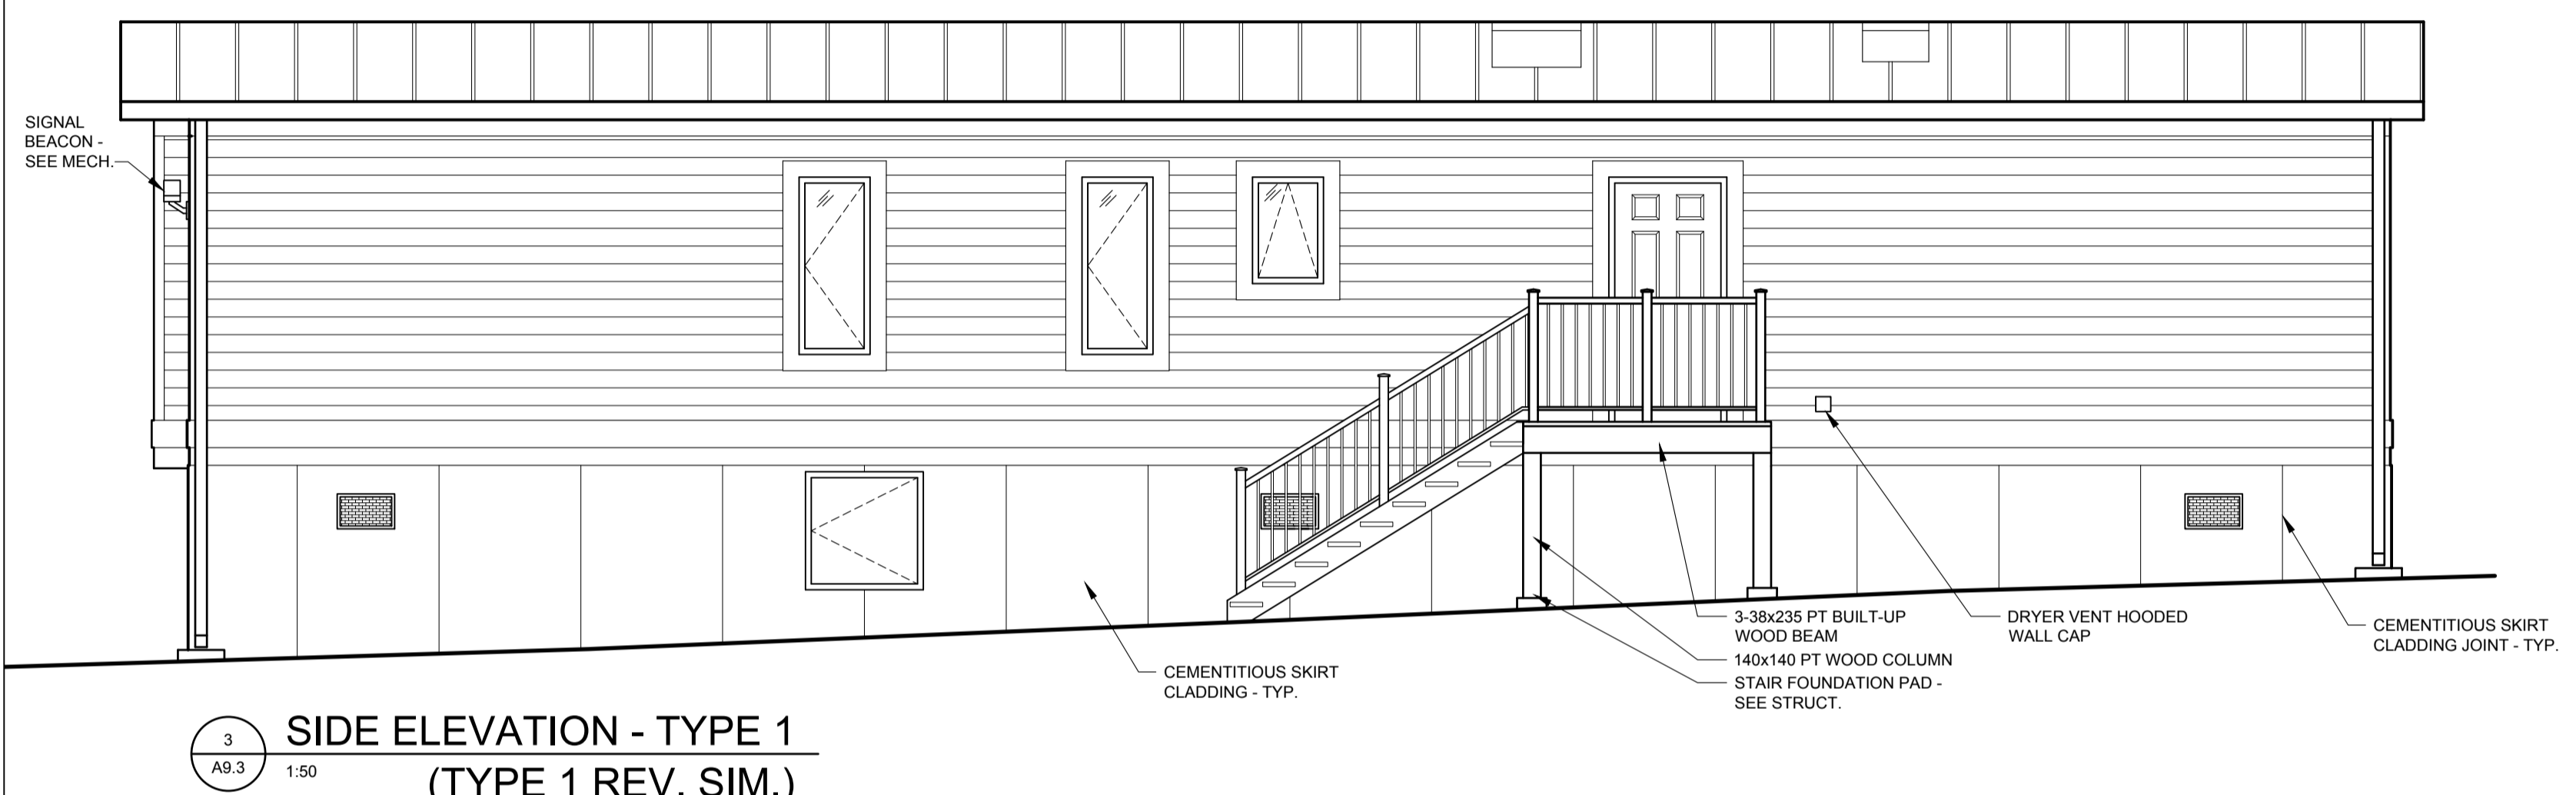 SIGNAL
BEACON -
SEE MECH.
3-38x235 PT BUILT-UP
WOOD BEAM
140x140 PT WOOD COLUMN
STAIR FOUNDATION PAD -
SEE STRUCT.
DRYER VENT HOODED
WALL CAP
CEMENTITIOUS SKIRT
CLADDING JOINT - TYP.
CEMENTITIOUS SKIRT
CLADDING - TYP.
3
A9.3
SIDE ELEVATION - TYPE 1
1:50
(TYPE 1 REV. SIM.)